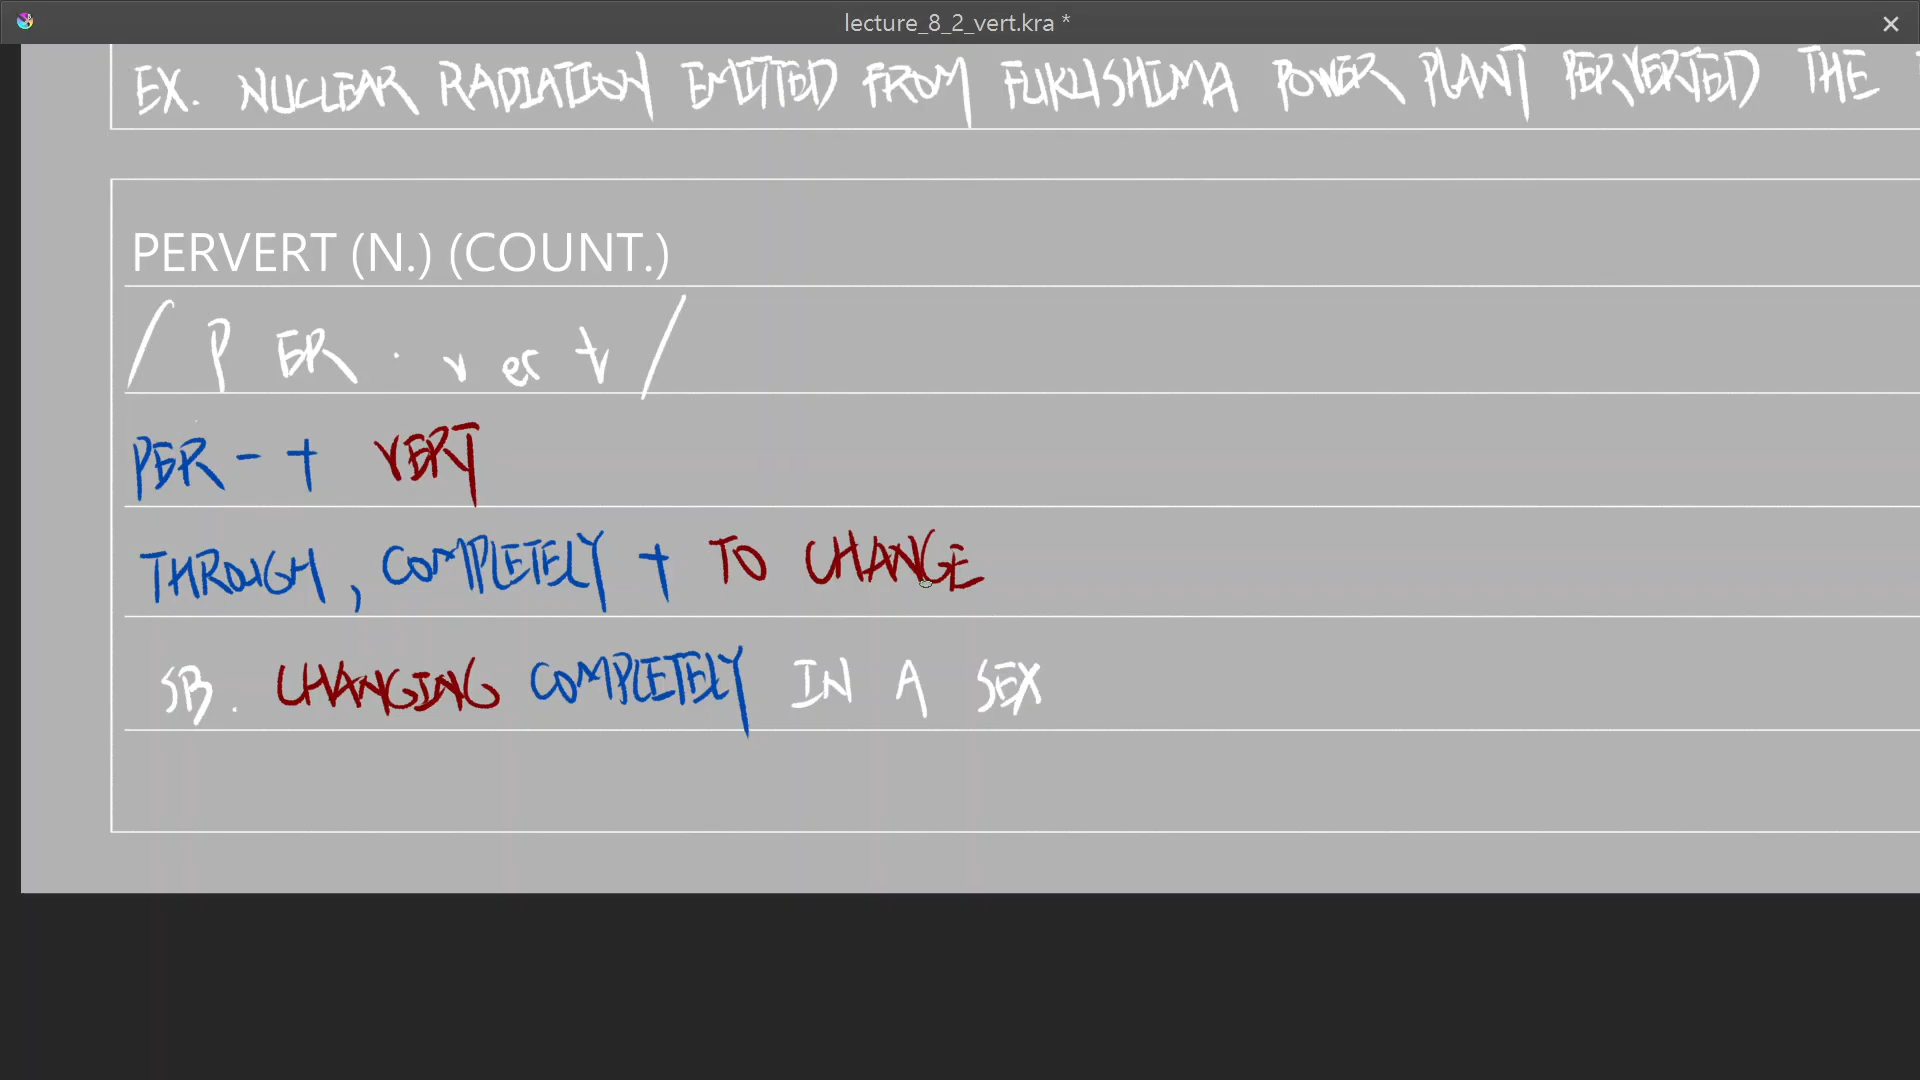 lecture_8_2_vert.kra *
EX. NUCLEAR RADIATION EMITTED FROM FUKUSHIMA POWER PLANT PERVERTED THE
PERVERT (N.) (COUNT.)
/ P ER · v er t /
PER - + VERT
THROUGH, COMPLETELY + TO CHANGE
SB. CHANGING COMPLETELY IN A SEX